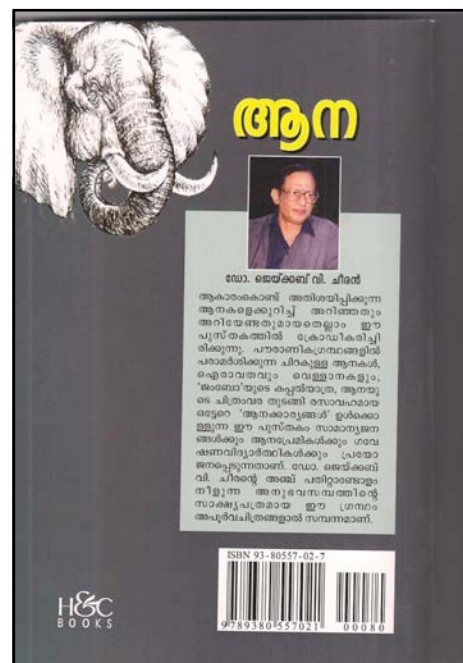 ആന
ഡോ. ജെയ്ക്കബ് വി. ചീരൻ
ആകാരംകൊണ്ട് അതിശയിപ്പിക്കുന്ന
ആനകളെക്കുറിച്ച് അറിഞ്ഞതും
അറിയേണ്ടതുമായതെല്ലാം ഈ
പുസ്തകത്തിൽ ക്രോഡീകരിച്ചി
രിക്കുന്നു. പൗരാണികഗ്രന്ഥങ്ങളിൽ
പരാമർശിക്കുന്ന ചിറകുള്ള ആനകൾ,
ഐരാവതവും വെള്ളാനകളും,
'ജംബോ'യുടെ കപ്പൽയാത്ര, ആനയു
ടെ ചിത്രംവര തുടങ്ങി രസാവഹമായ
ഒട്ടേറെ 'ആനക്കാര്യങ്ങൾ' ഉൾക്കൊ
ള്ളുന്ന ഈ പുസ്തകം സാമാന്യജന
ങ്ങൾക്കും ആനപ്രേമികൾക്കും ഗവേ
ഷണവിദ്യാർത്ഥികൾക്കും പ്രയോ
ജനപ്പെടുന്നതാണ്. ഡോ. ജെയ്ക്കബ്
വി. ചീരന്റെ അഞ്ച് പതിറ്റാണ്ടോളം
നീളുന്ന അനുഭവസമ്പത്തിന്റെ
സാക്ഷ്യപത്രമായ ഈ ഗ്രന്ഥം
അപൂർവചിത്രങ്ങളാൽ സമ്പന്നമാണ്.
ISBN 93-80557-02-7
9789380557021
00080
H&C
BOOKS